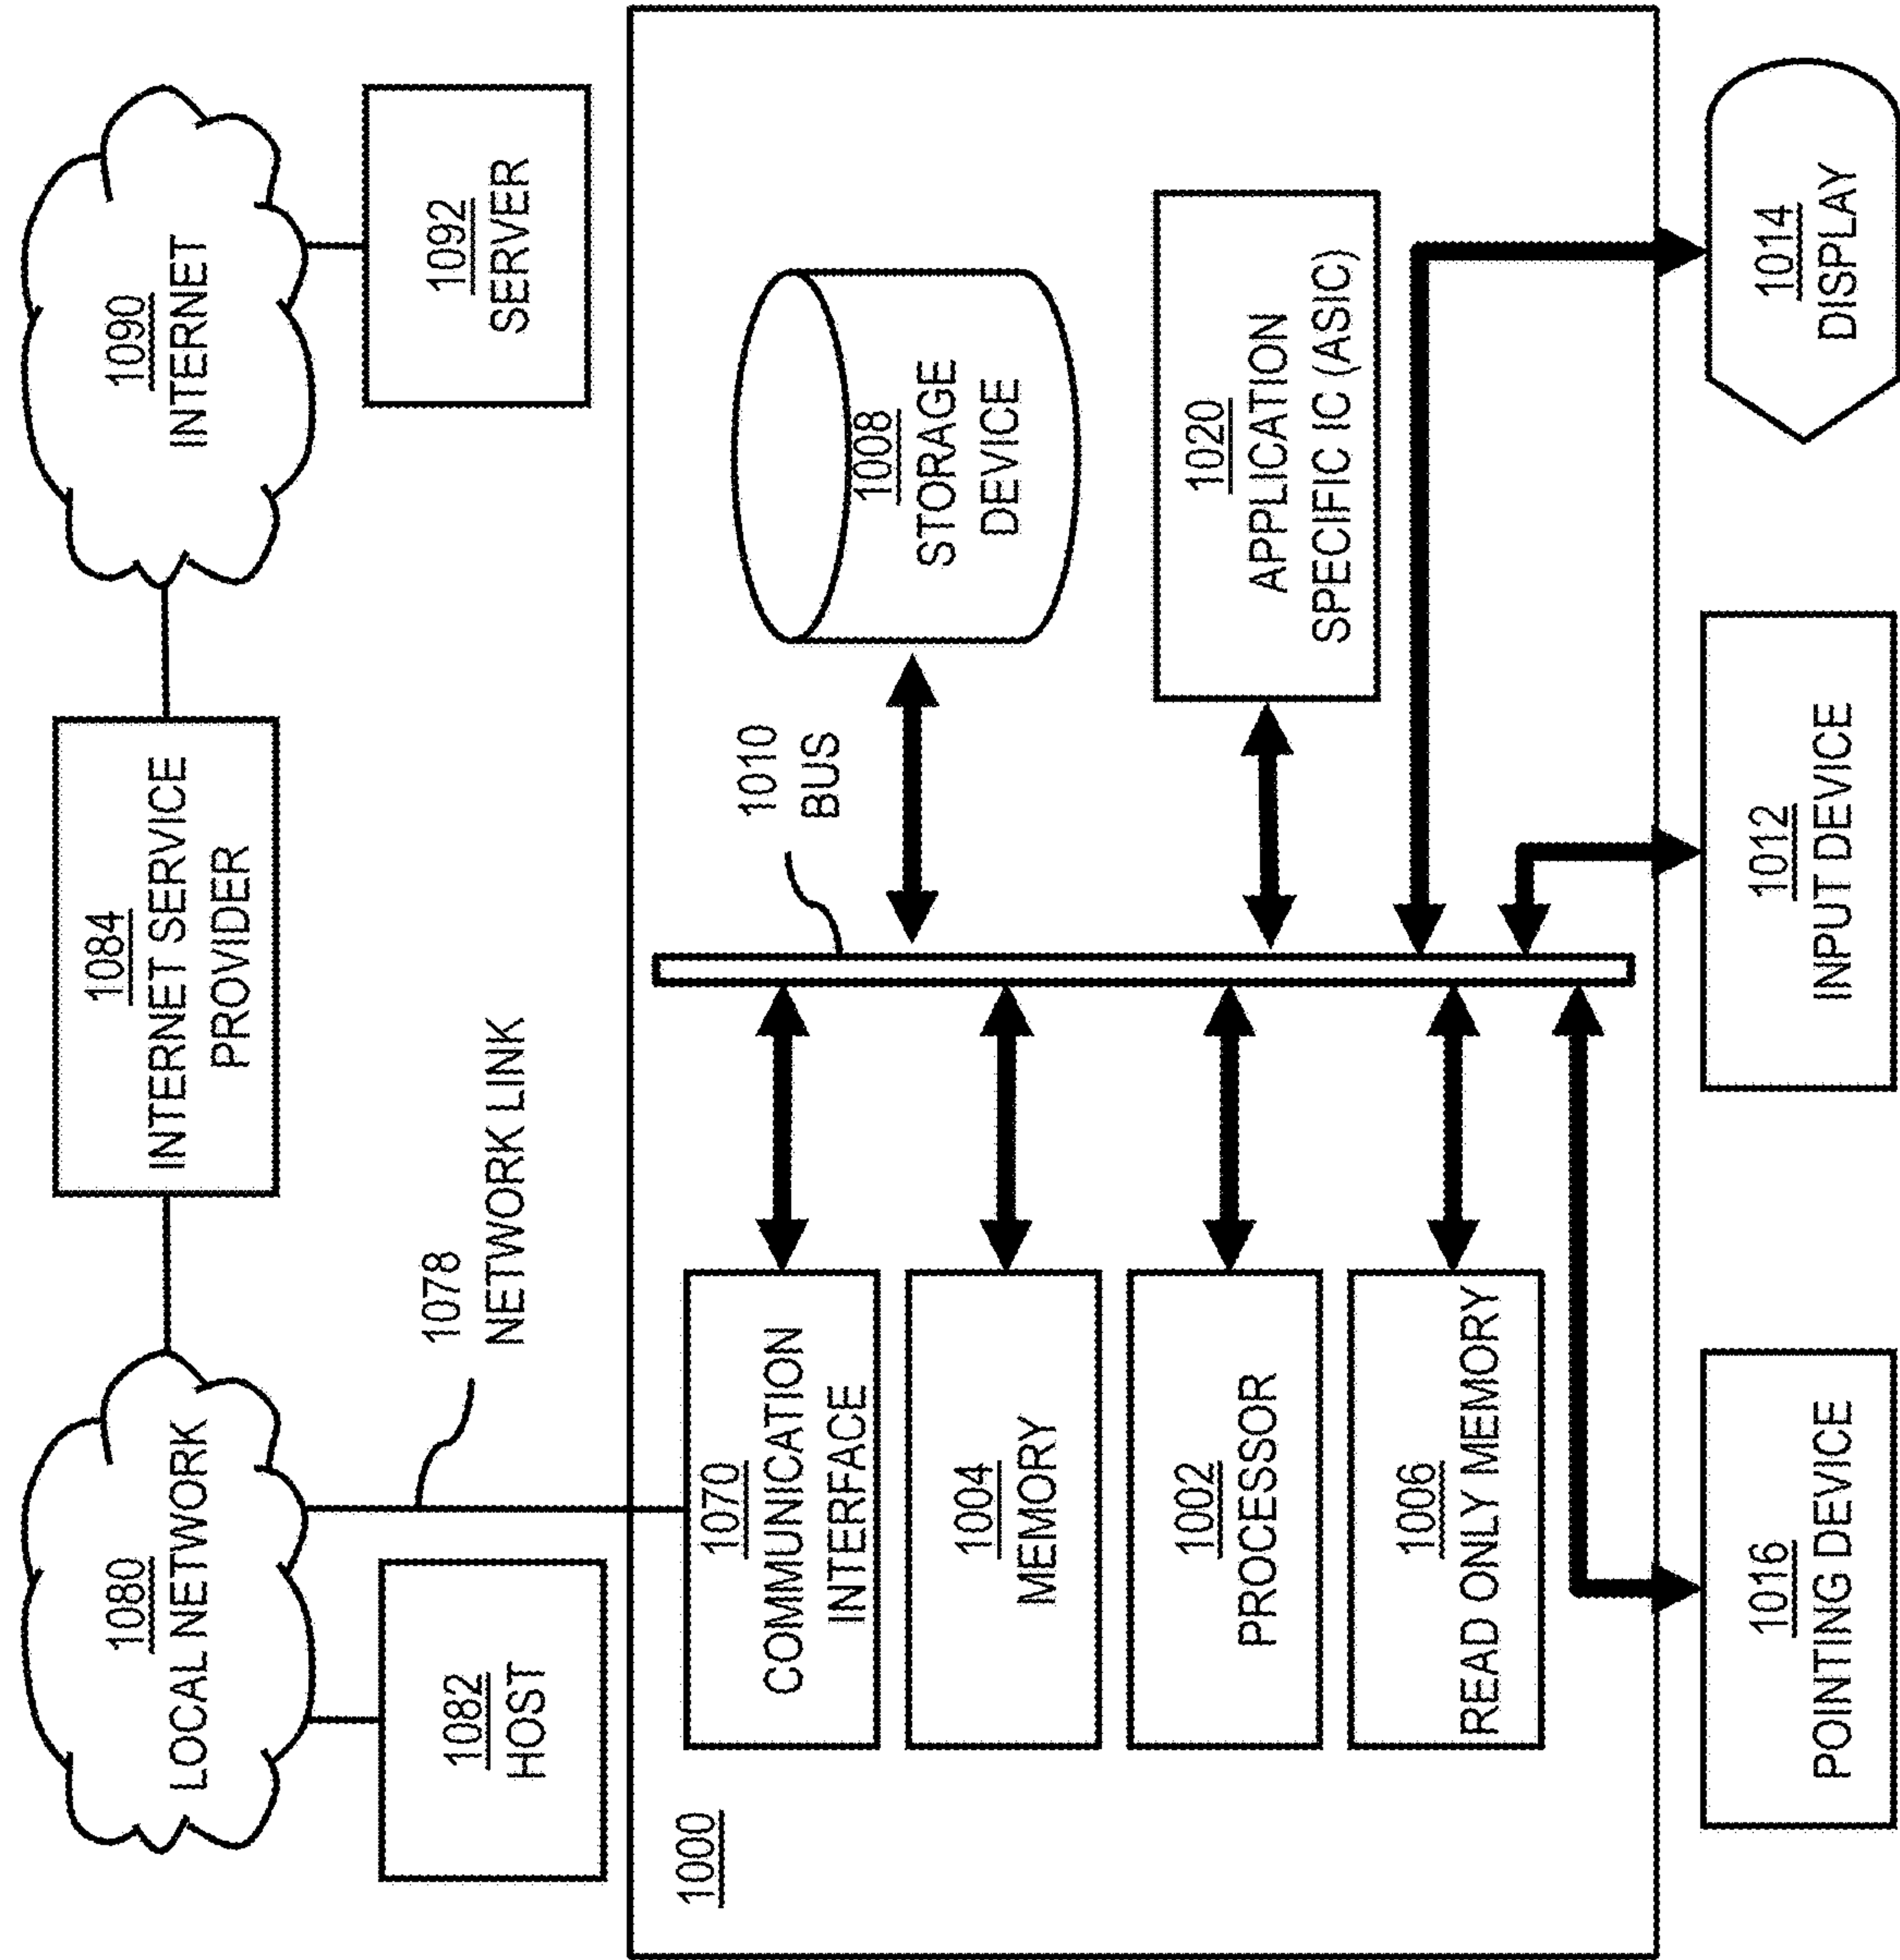 1080
LOCAL NETWORK
1084
INTERNET SERVICE
PROVIDER
1090
INTERNET
1082
HOST
1078
NETWORK LINK
1092
SERVER
1000
1070
COMMUNICATION
INTERFACE
1010
BUS
1008
STORAGE
DEVICE
1004
MEMORY
1002
PROCESSOR
1020
APPLICATION
SPECIFIC IC (ASIC)
1006
READ ONLY MEMORY
1016
POINTING DEVICE
1012
INPUT DEVICE
1014
DISPLAY